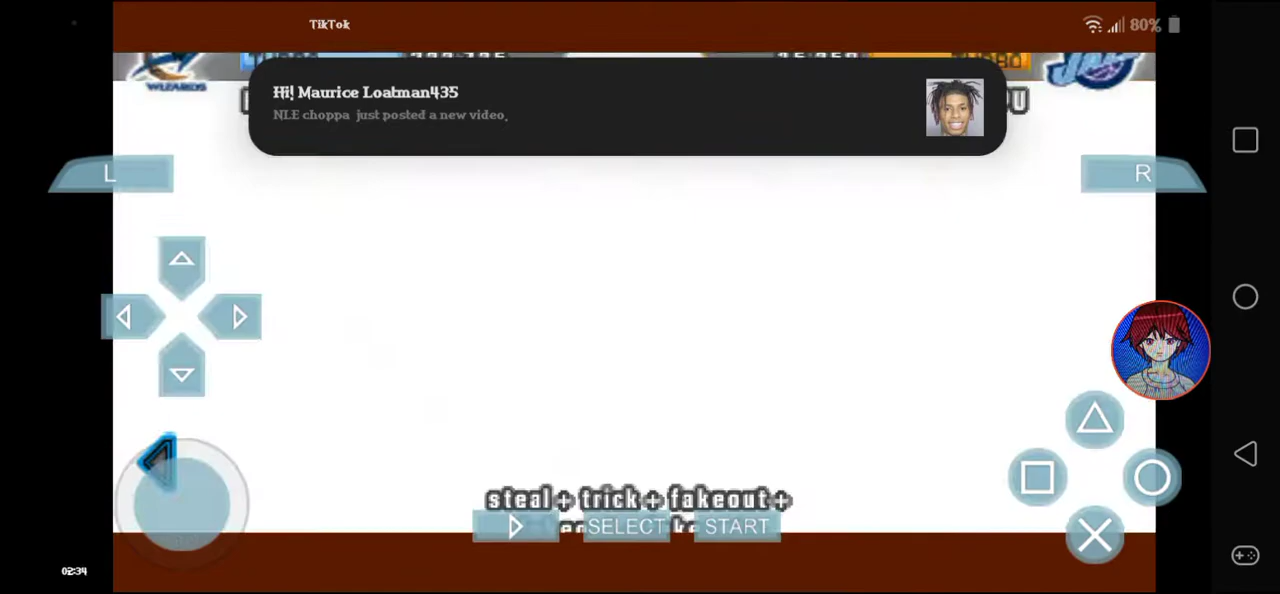 TikTok
80%
WIZARDS
JAZZ
Hi! Maurice Loatman435
NLE choppa just posted a new video.
L
R
steal + trick + fakeout +
SELECT
START
02:34